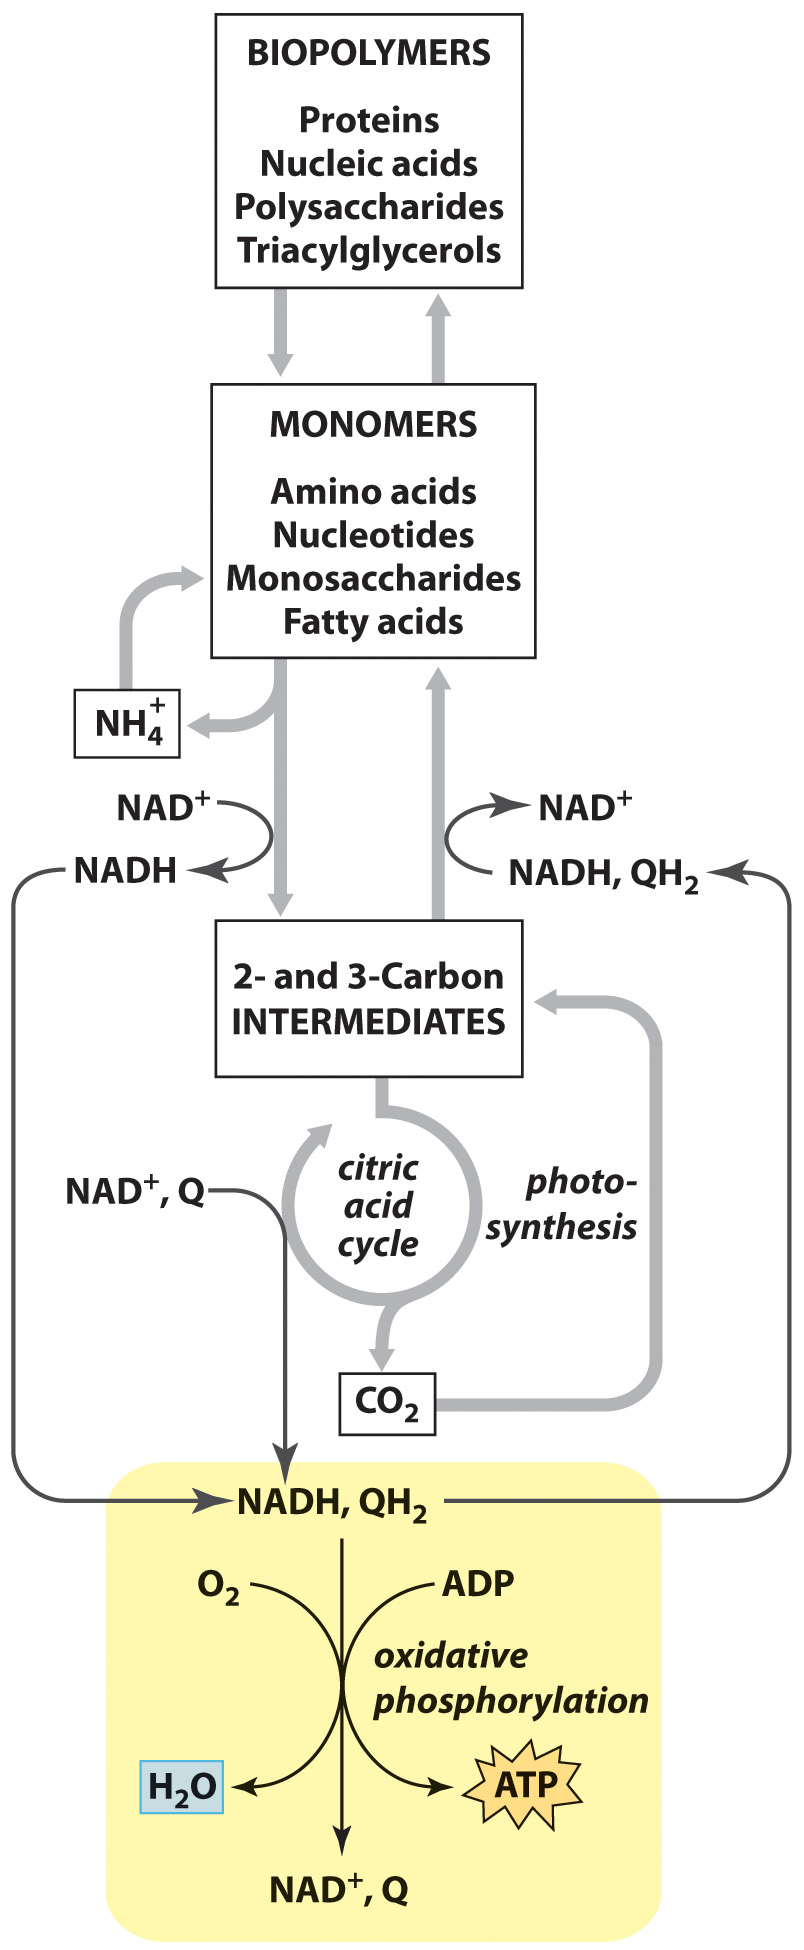 BIOPOLYMERS
Proteins
Nucleic acids
Polysaccharides
Triacylglycerols
MONOMERS
Amino acids
Nucleotides
Monosaccharides
Fatty acids
NH₄⁺
NAD⁺
NAD⁺
NADH
NADH, QH₂
2- and 3-Carbon
INTERMEDIATES
citric
acid
cycle
photo-
synthesis
NAD⁺, Q
CO₂
NADH, QH₂
O₂
ADP
oxidative
phosphorylation
H₂O
ATP
NAD⁺, Q